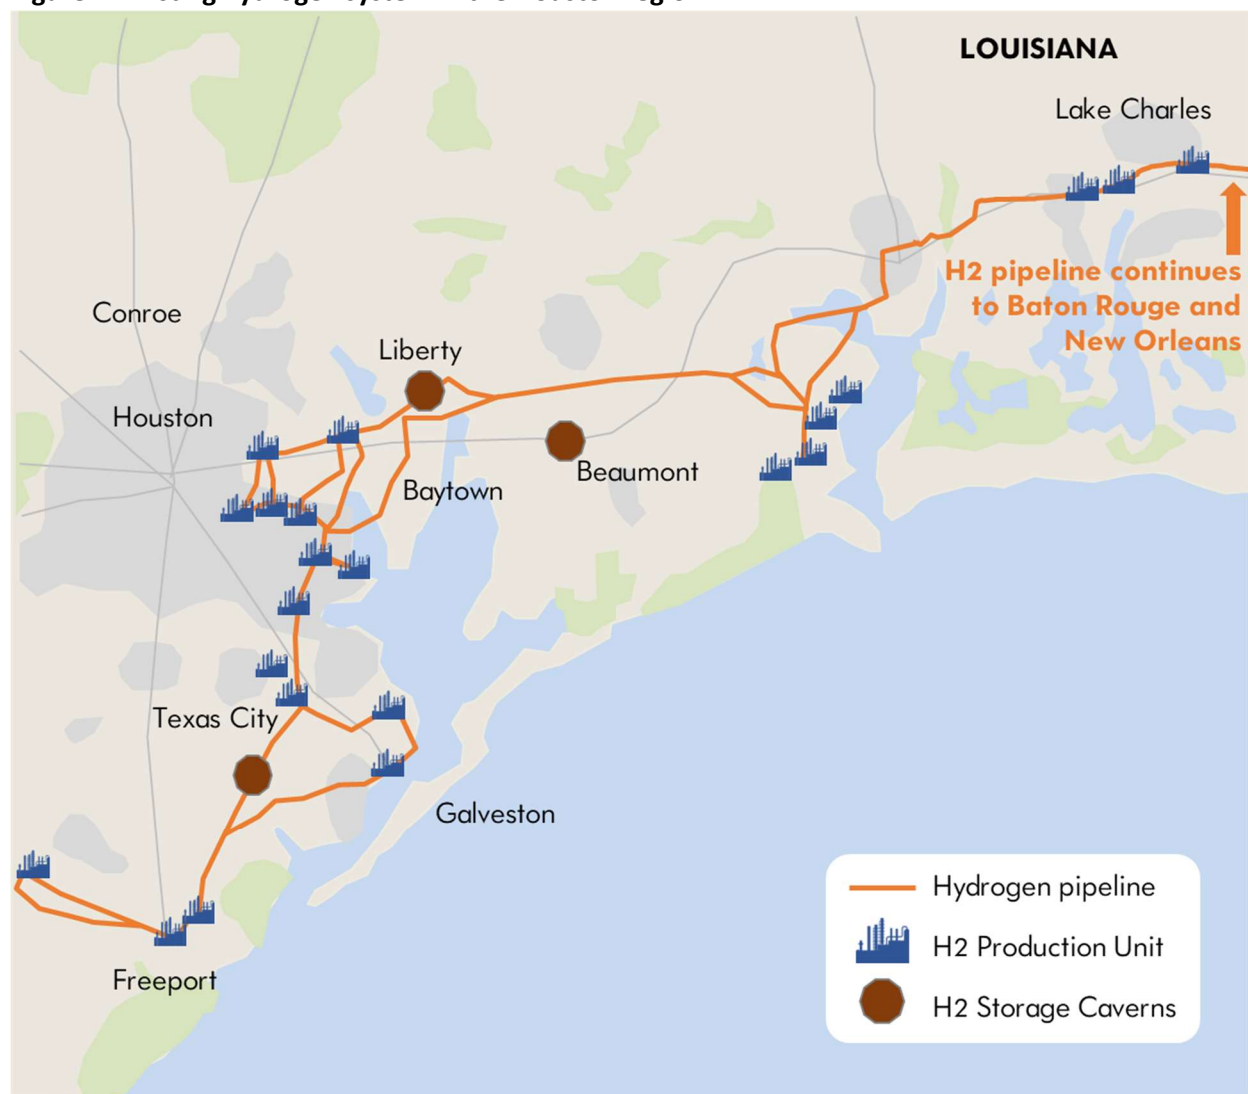 LOUISIANA
Lake Charles
H2 pipeline continues
to Baton Rouge and
New Orleans
Conroe
Liberty
Houston
Beaumont
Baytown
Texas City
Galveston
Freeport
Hydrogen pipeline
H2 Production Unit
H2 Storage Caverns